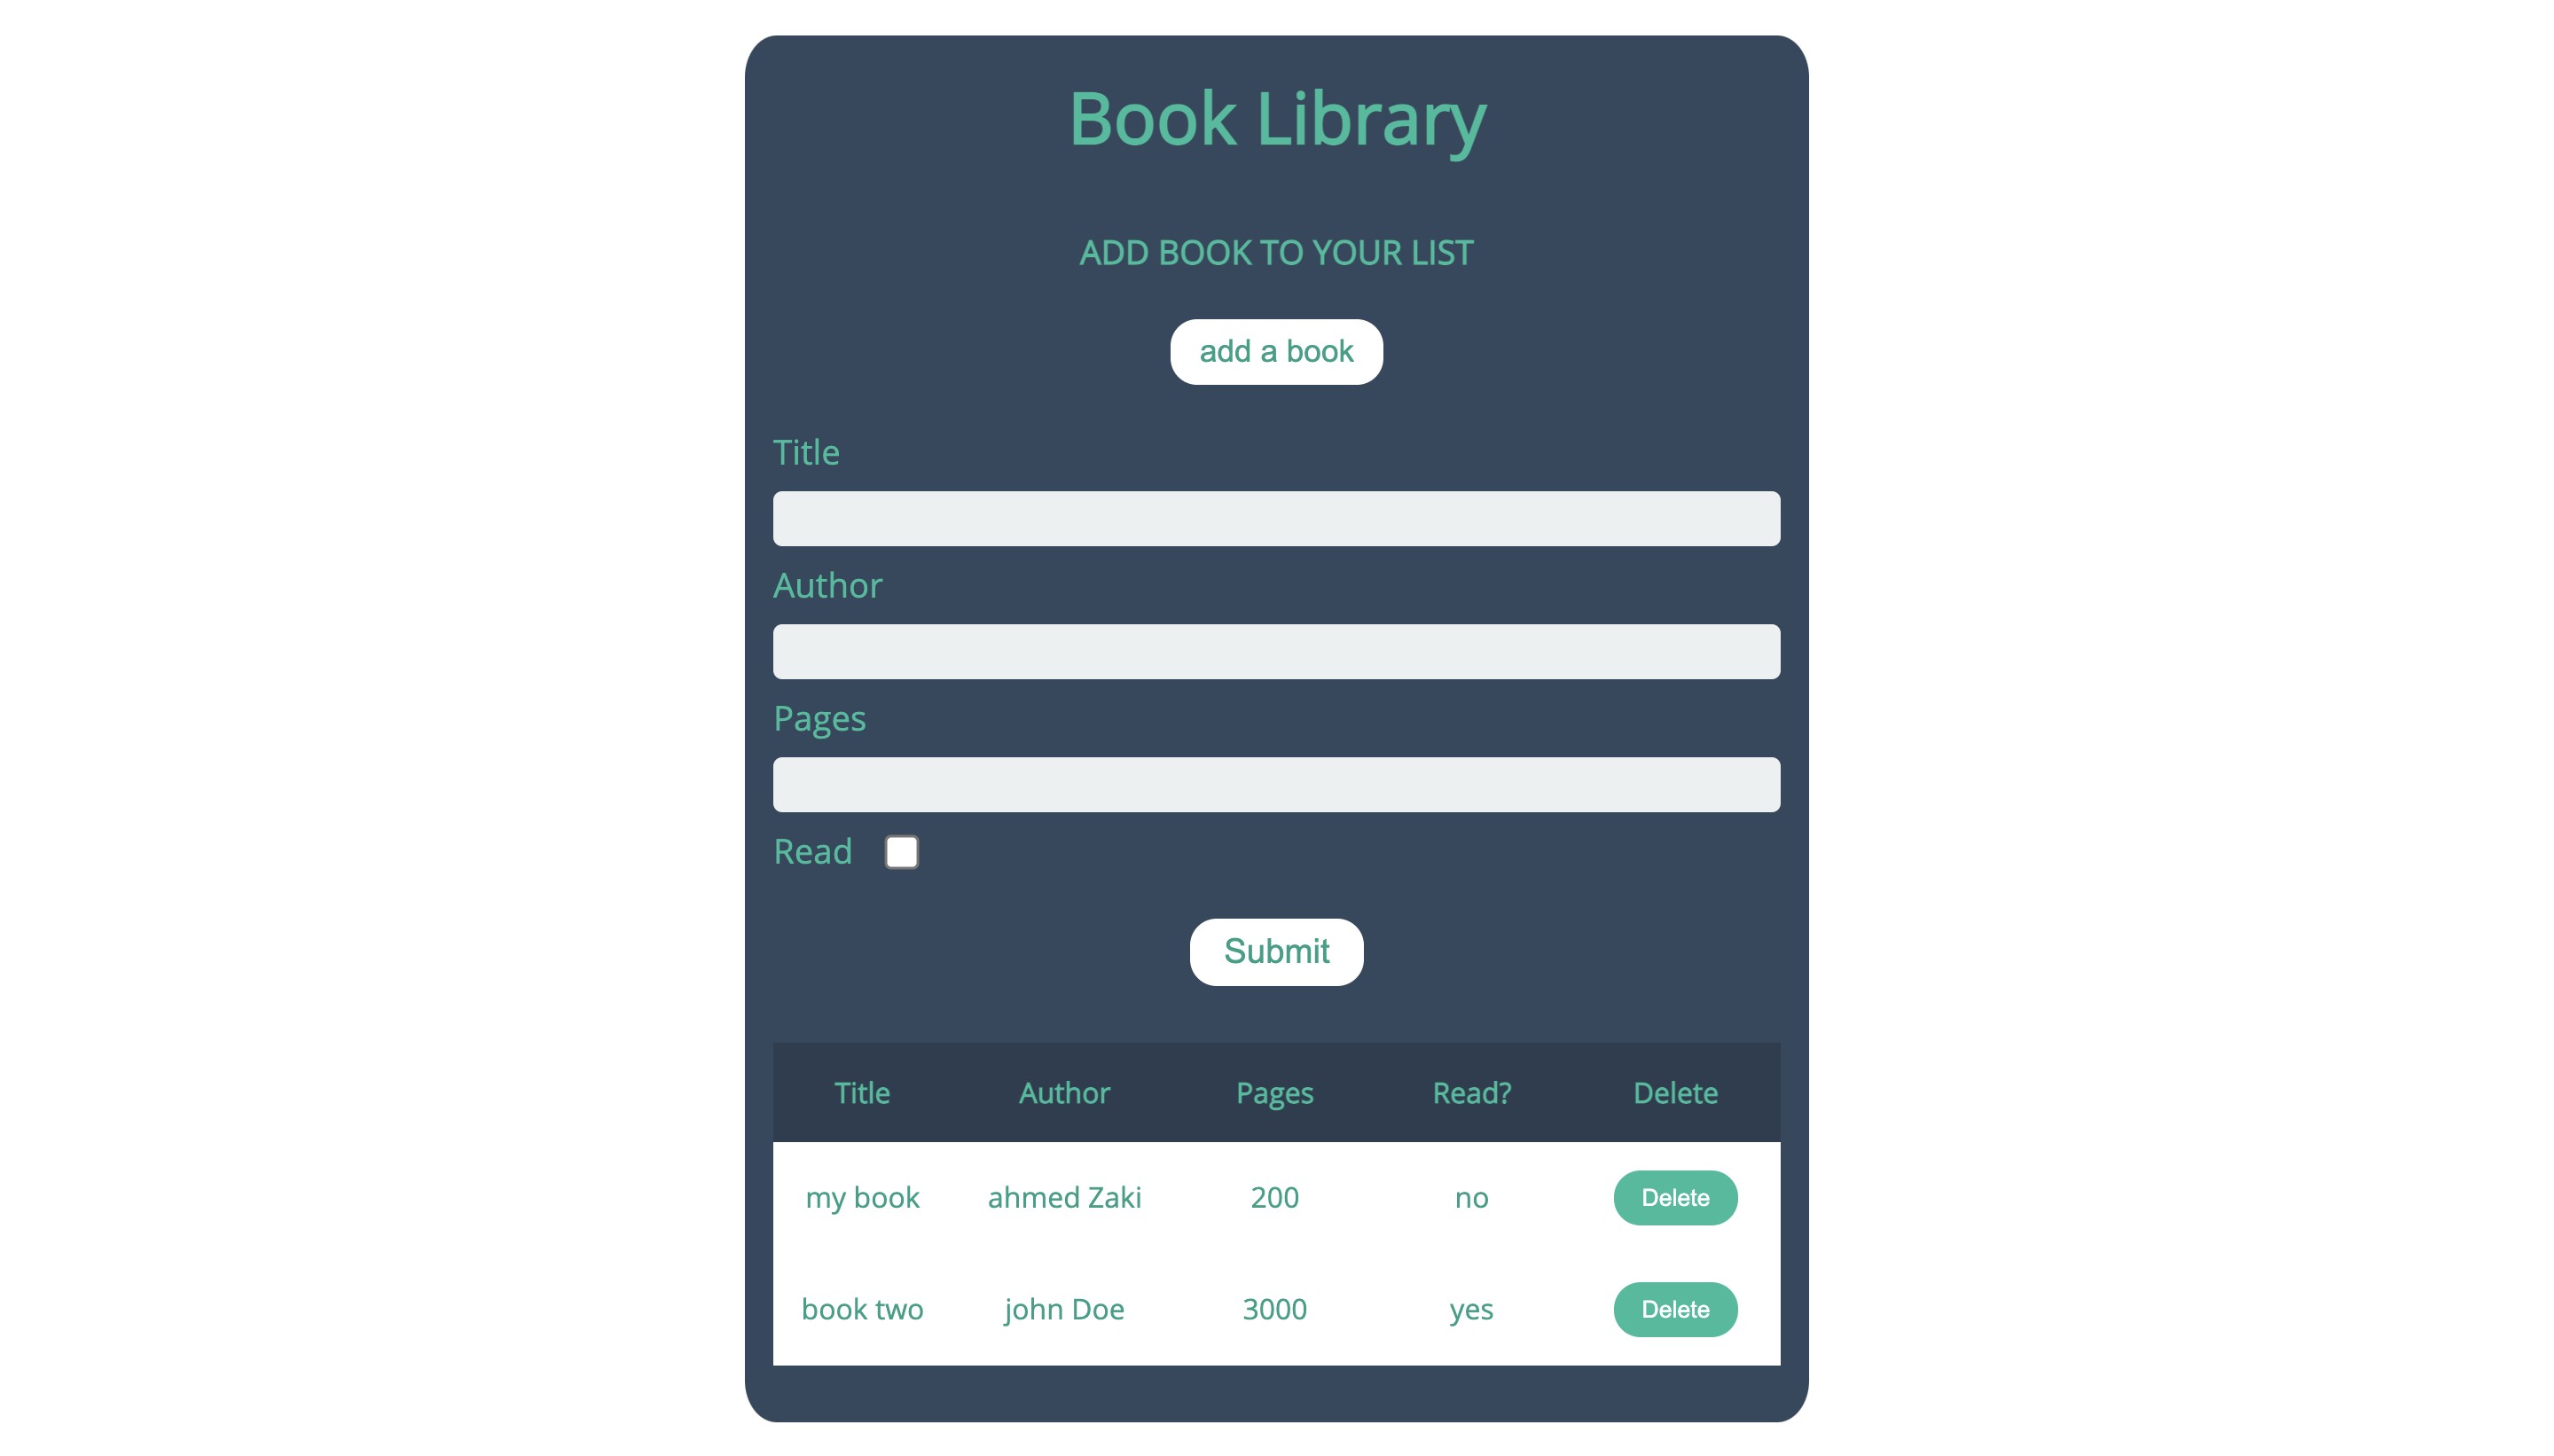 Book Library
ADD BOOK TO YOUR LIST
add a book
Title
Author
Pages
Read
Submit
Title Author Pages Read? Delete
my book ahmed Zaki 200 no Delete
book two john Doe 3000 yes Delete